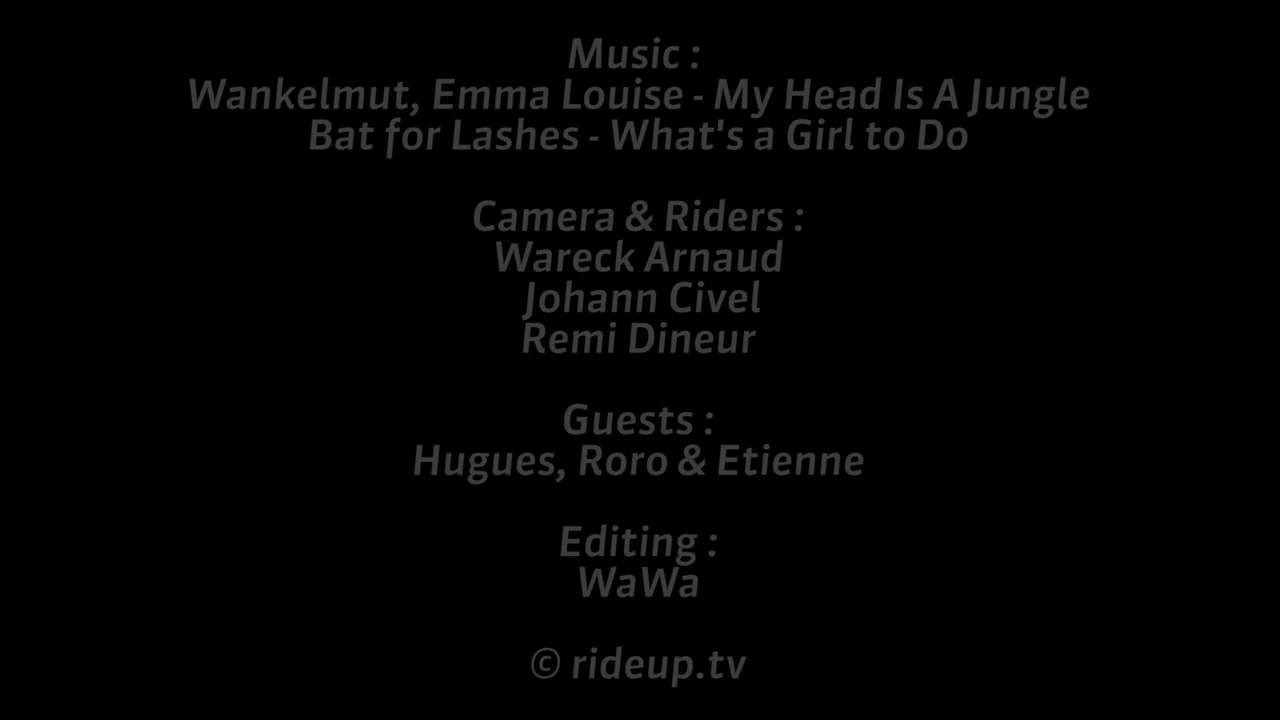 Music :
Wankelmut, Emma Louise - My Head Is A Jungle
Bat for Lashes - What's a Girl to Do
Camera & Riders :
Wareck Arnaud
Johann Civel
Remi Dineur
Guests :
Hugues, Roro & Etienne
Editing :
WaWa
© rideup.tv